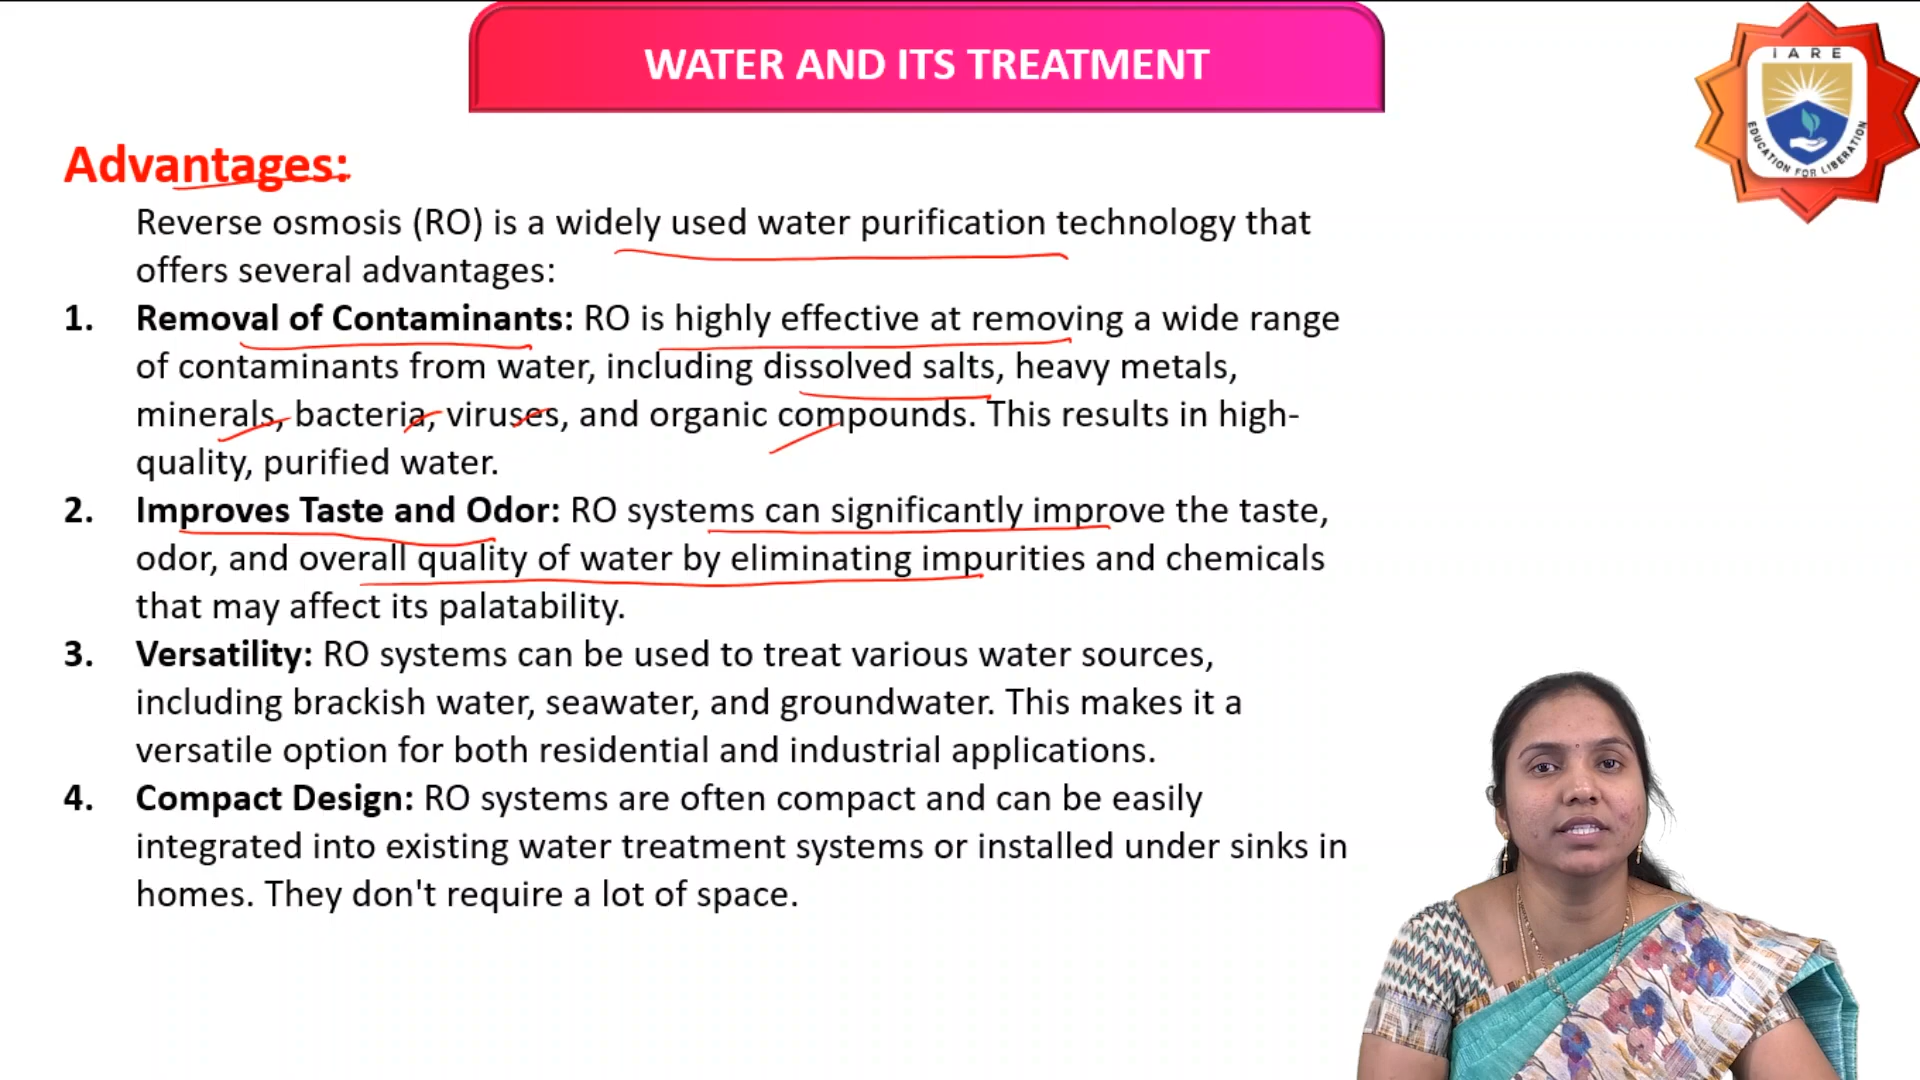 WATER AND ITS TREATMENT
IARE
EDUCATION FOR LIBERATION
Advantages:
Reverse osmosis (RO) is a widely used water purification technology that
offers several advantages:
1. Removal of Contaminants: RO is highly effective at removing a wide range
of contaminants from water, including dissolved salts, heavy metals,
minerals, bacteria, viruses, and organic compounds. This results in high-
quality, purified water.
2. Improves Taste and Odor: RO systems can significantly improve the taste,
odor, and overall quality of water by eliminating impurities and chemicals
that may affect its palatability.
3. Versatility: RO systems can be used to treat various water sources,
including brackish water, seawater, and groundwater. This makes it a
versatile option for both residential and industrial applications.
4. Compact Design: RO systems are often compact and can be easily
integrated into existing water treatment systems or installed under sinks in
homes. They don't require a lot of space.